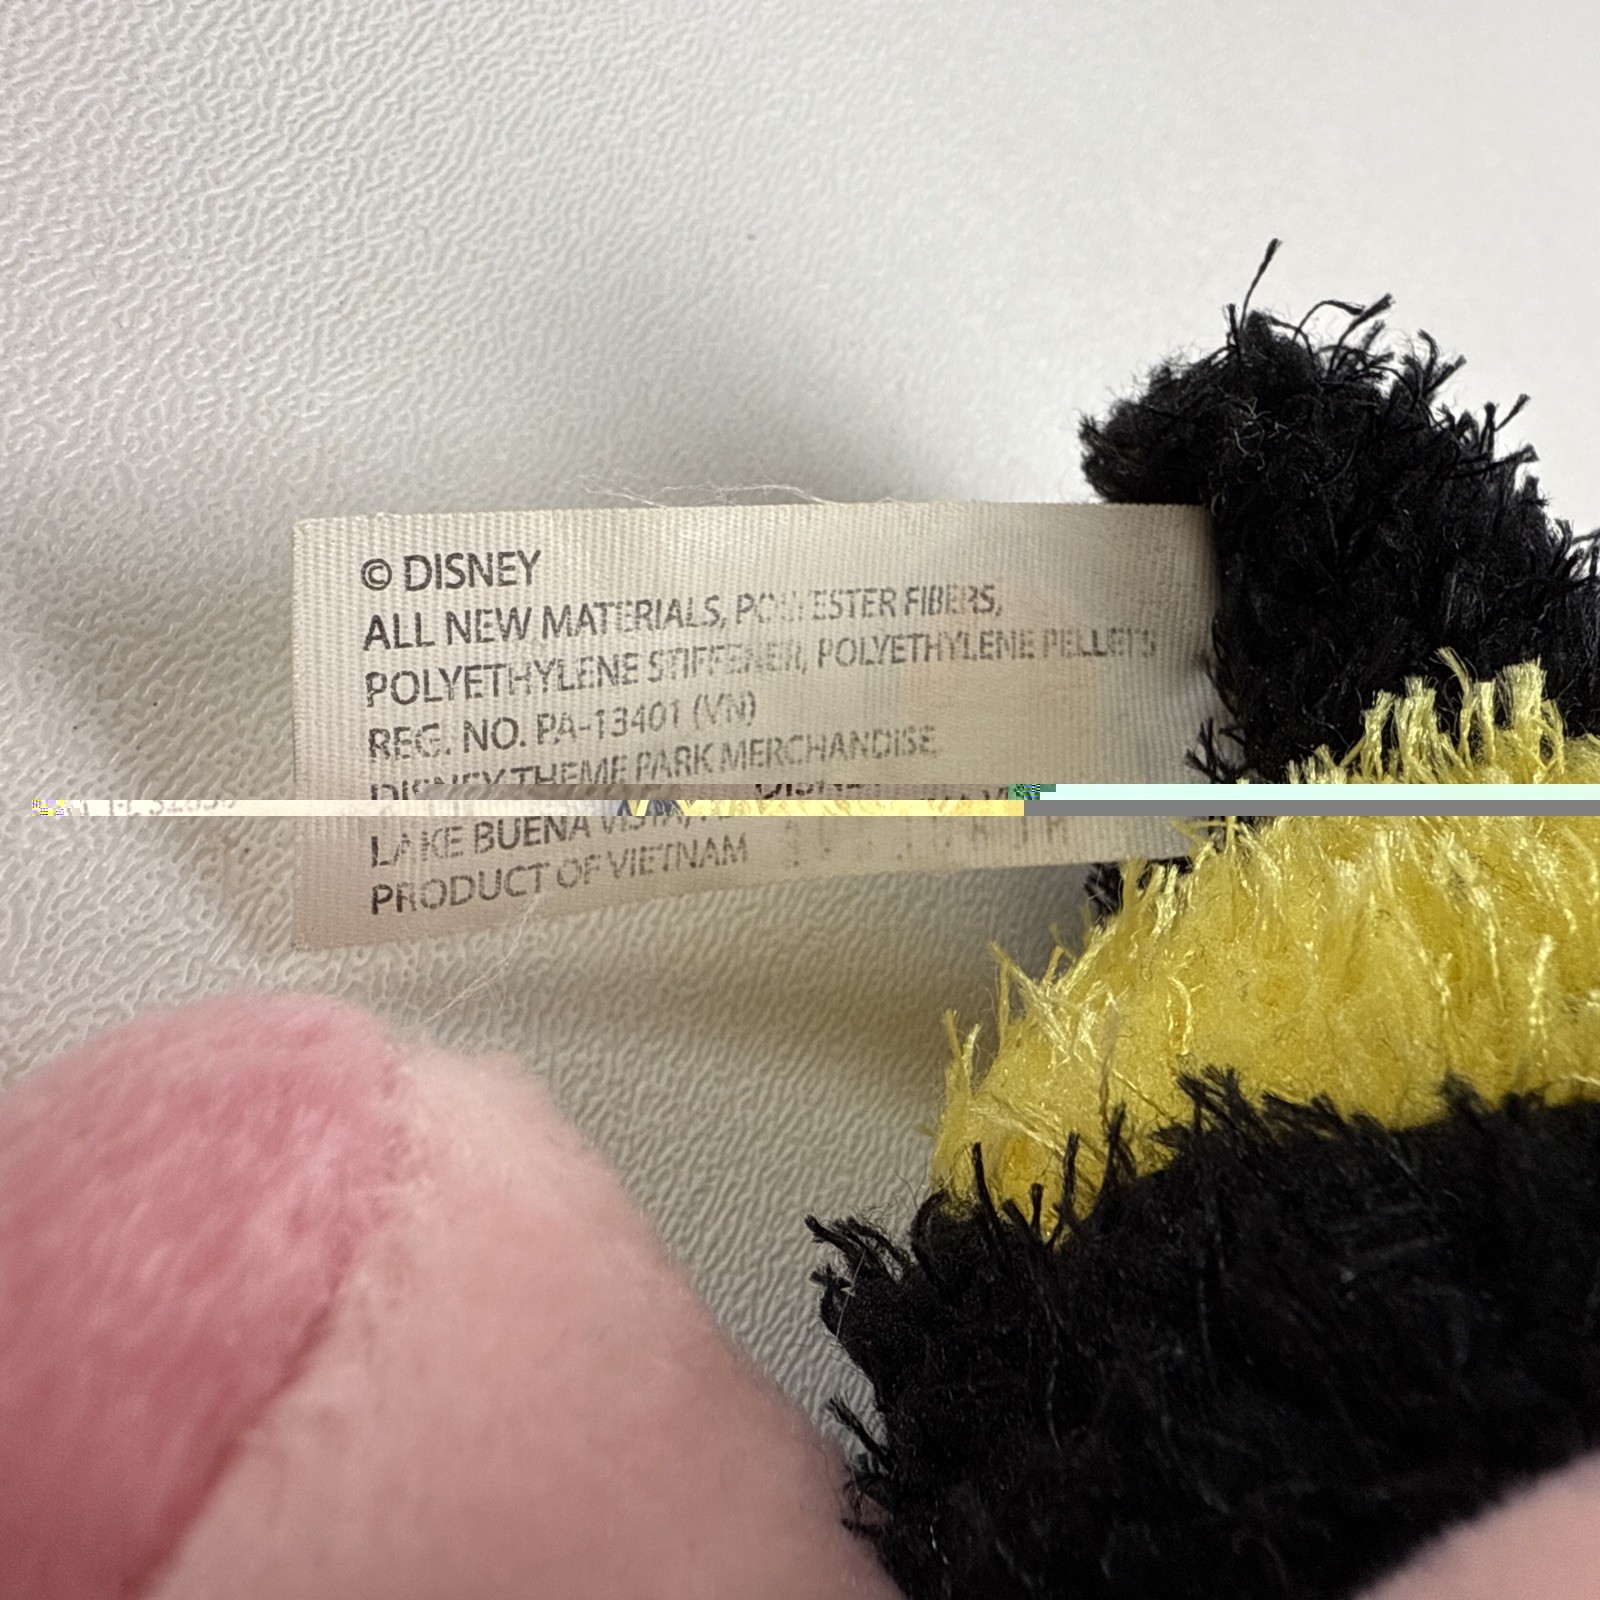 © DISNEY
ALL NEW MATERIALS, POLYESTER FIBERS,
POLYETHYLENE STIFFENER, POLYETHYLENE PELLETS
REG. NO. PA-13401 (VN)
DISNEY THEME PARK MERCHANDISE
LAKE BUENA VISTA,
PRODUCT OF VIETNAM